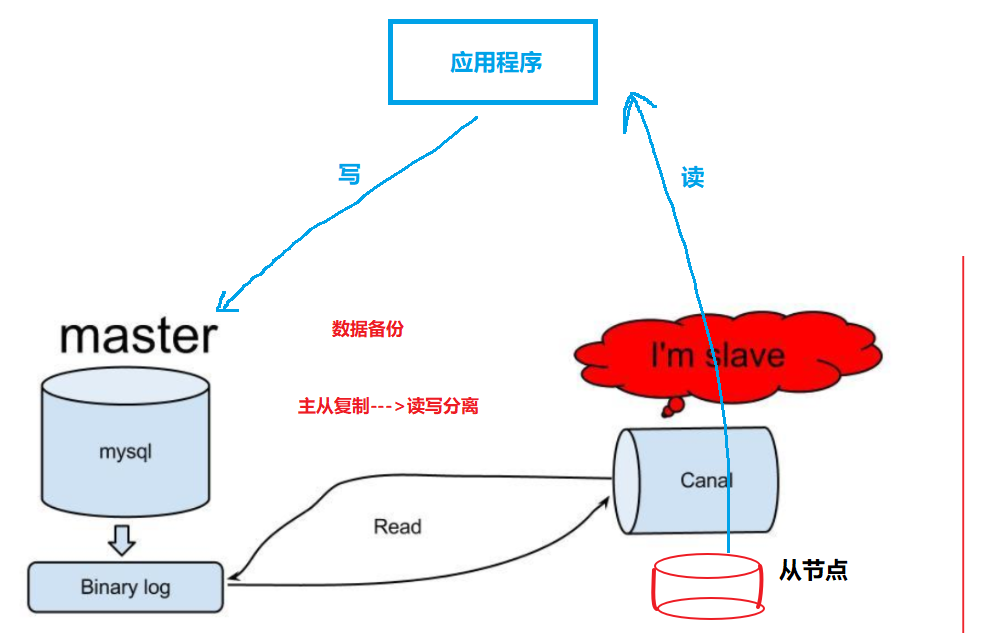 应用程序
写
读
master
数据备份
I'm slave
主从复制--->读写分离
mysql
Canal
Read
从节点
Binary log